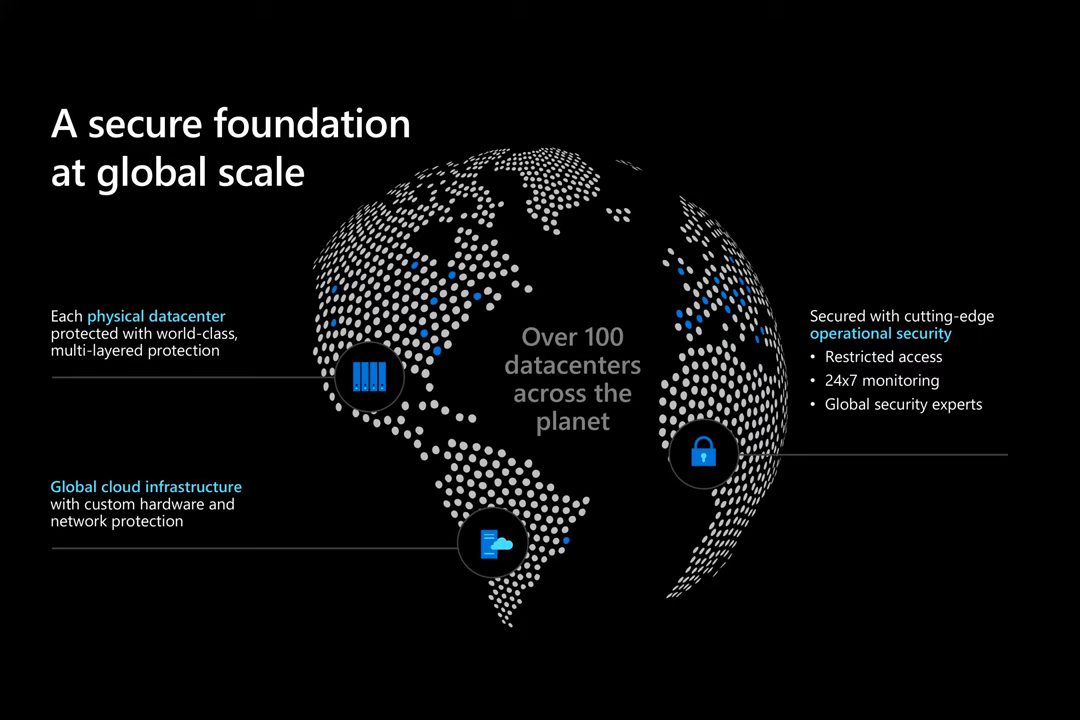 A secure foundation
at global scale
Each physical datacenter
protected with world-class,
multi-layered protection
Global cloud infrastructure
with custom hardware and
network protection
Over 100
datacenters
across the
planet
Secured with cutting-edge
operational security
• Restricted access
• 24x7 monitoring
• Global security experts